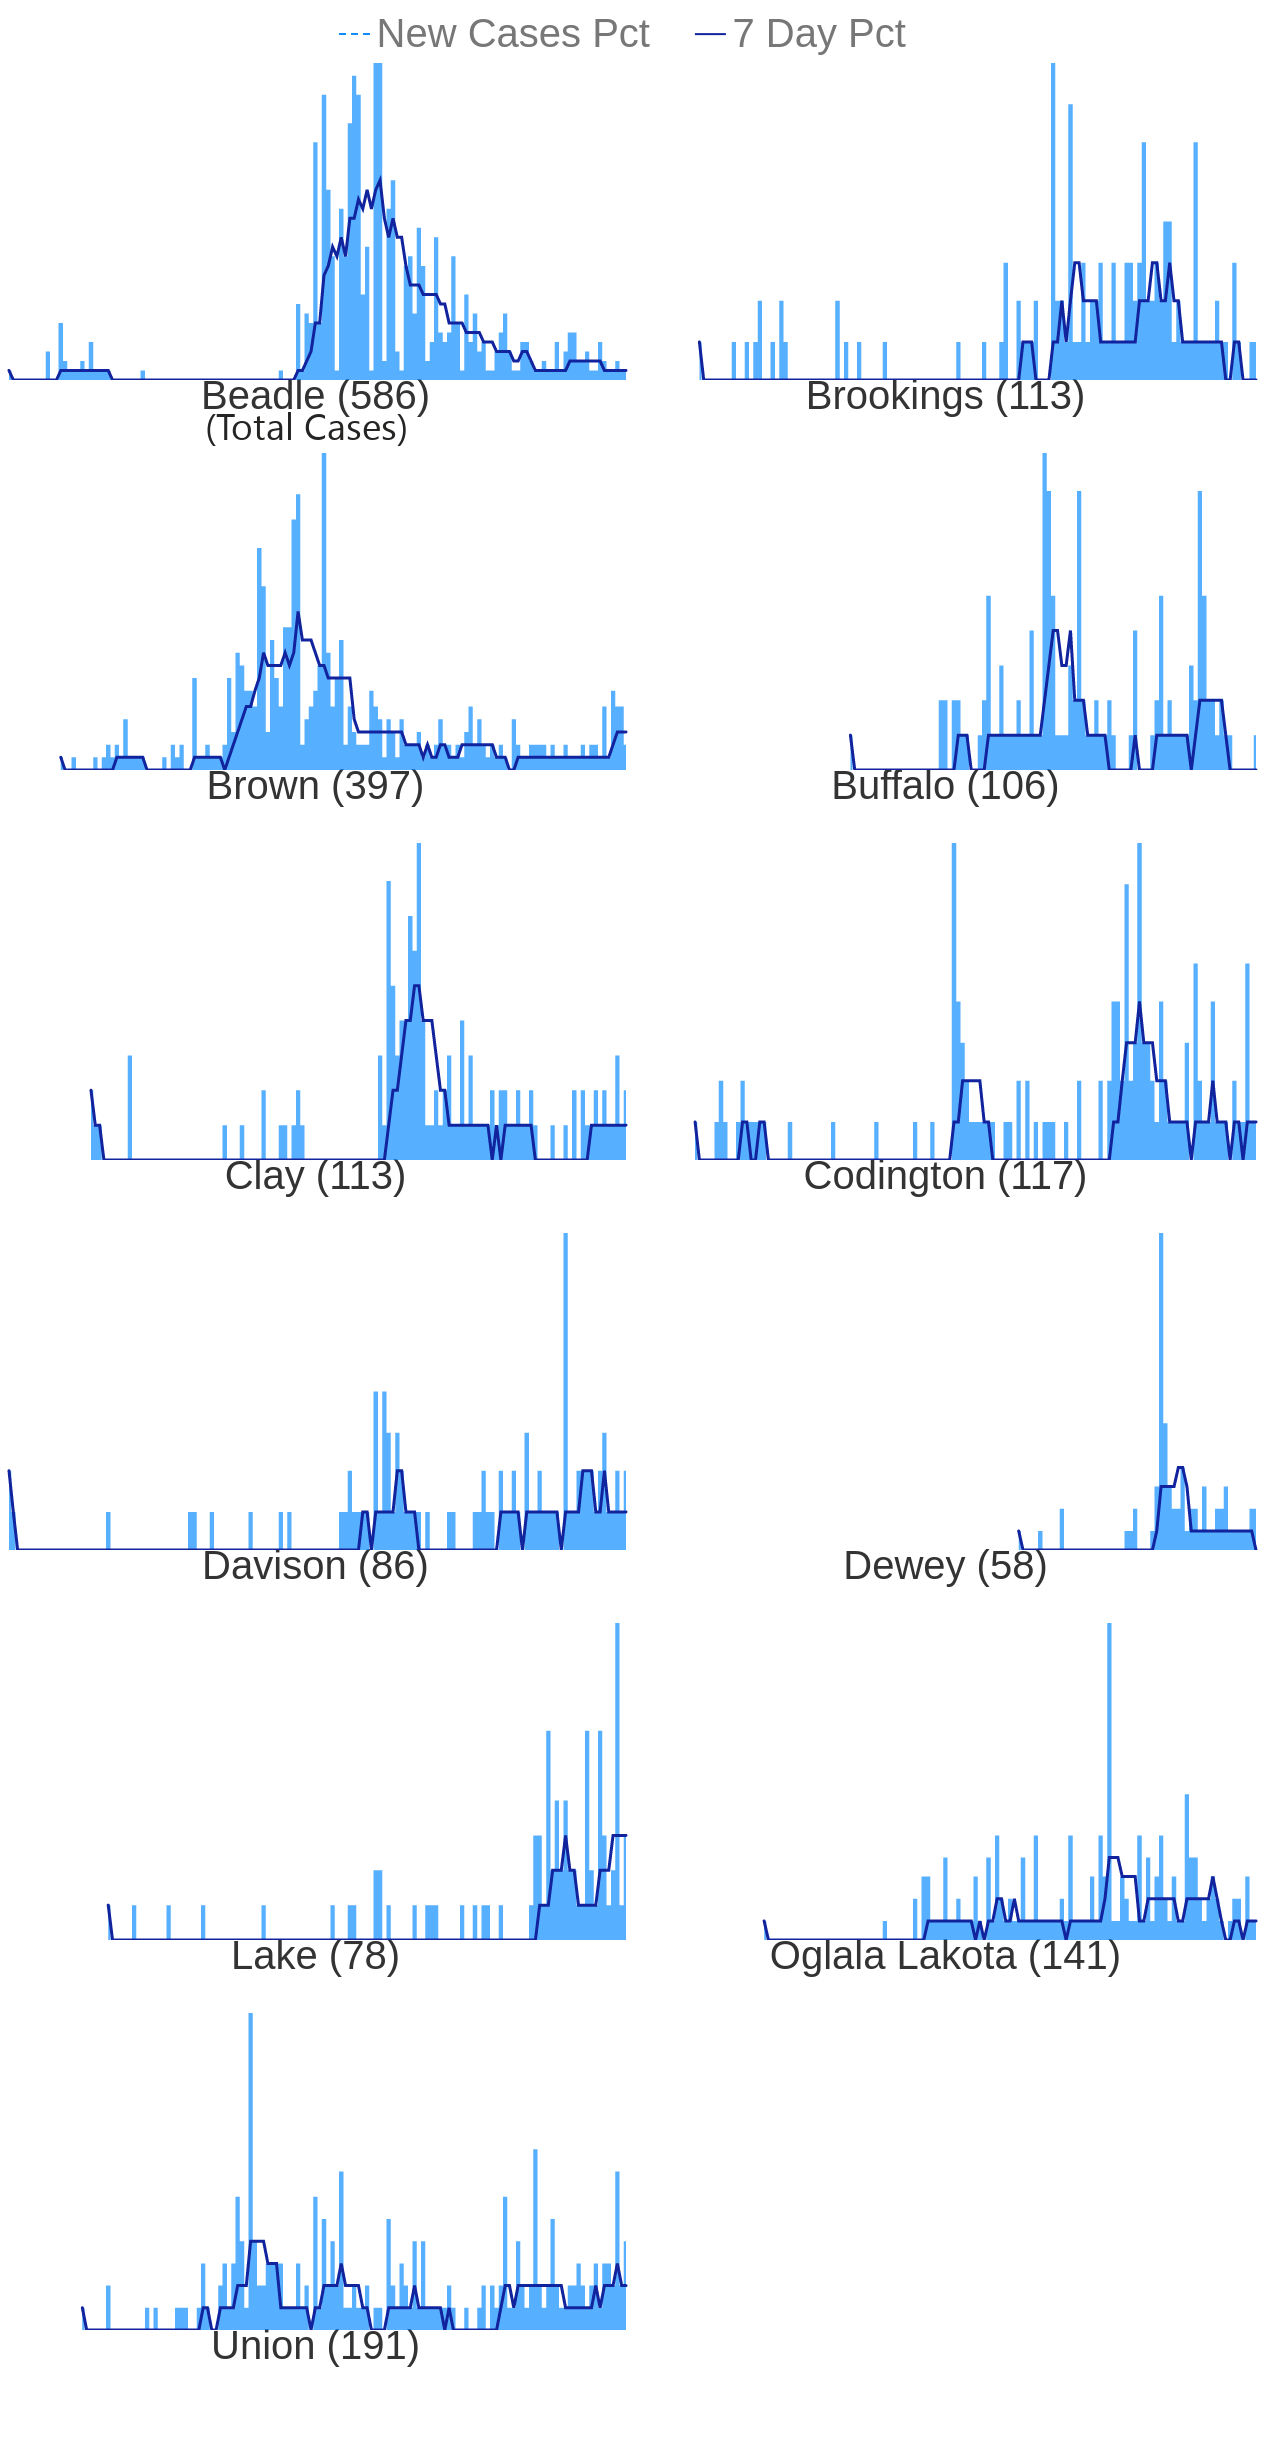 New Cases Pct 7 Day Pct
Beadle (586) Brookings (113)
(Total Cases)
Brown (397) Buffalo (106)
Clay (113) Codington (117)
Davison (86) Dewey (58)
Lake (78) Oglala Lakota (141)
Union (191)